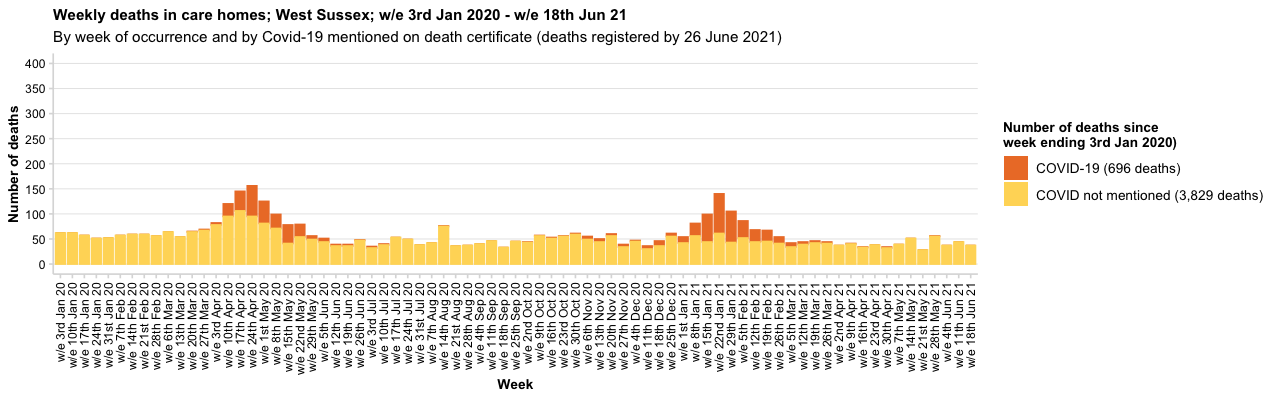 Weekly deaths in care homes; West Sussex; w/e 3rd Jan 2020 - w/e 18th Jun 21
By week of occurrence and by Covid-19 mentioned on death certificate (deaths registered by 26 June 2021)
Number of deaths
400
350
300
250
200
150
100
50
0
w/e 3rd Jan 20
w/e 10th Jan 20
w/e 17th Jan 20
w/e 24th Jan 20
w/e 31st Jan 20
w/e 7th Feb 20
w/e 14th Feb 20
w/e 21st Feb 20
w/e 28th Feb 20
w/e 6th Mar 20
w/e 13th Mar 20
w/e 20th Mar 20
w/e 27th Mar 20
w/e 3rd Apr 20
w/e 10th Apr 20
w/e 17th Apr 20
w/e 24th Apr 20
w/e 1st May 20
w/e 8th May 20
w/e 15th May 20
w/e 22nd May 20
w/e 29th May 20
w/e 5th Jun 20
w/e 12th Jun 20
w/e 19th Jun 20
w/e 26th Jun 20
w/e 3rd Jul 20
w/e 10th Jul 20
w/e 17th Jul 20
w/e 24th Jul 20
w/e 31st Jul 20
w/e 7th Aug 20
w/e 14th Aug 20
w/e 21st Aug 20
w/e 28th Aug 20
w/e 4th Sep 20
w/e 11th Sep 20
w/e 18th Sep 20
w/e 25th Sep 20
w/e 2nd Oct 20
w/e 9th Oct 20
w/e 16th Oct 20
w/e 23rd Oct 20
w/e 30th Oct 20
w/e 6th Nov 20
w/e 13th Nov 20
w/e 20th Nov 20
w/e 27th Nov 20
w/e 4th Dec 20
w/e 11th Dec 20
w/e 18th Dec 20
w/e 25th Dec 20
w/e 1st Jan 21
w/e 8th Jan 21
w/e 15th Jan 21
w/e 22nd Jan 21
w/e 29th Jan 21
w/e 5th Feb 21
w/e 12th Feb 21
w/e 19th Feb 21
w/e 26th Feb 21
w/e 5th Mar 21
w/e 12th Mar 21
w/e 19th Mar 21
w/e 26th Mar 21
w/e 2nd Apr 21
w/e 9th Apr 21
w/e 16th Apr 21
w/e 23rd Apr 21
w/e 30th Apr 21
w/e 7th May 21
w/e 14th May 21
w/e 21st May 21
w/e 28th May 21
w/e 4th Jun 21
w/e 11th Jun 21
w/e 18th Jun 21
Week
Number of deaths since
week ending 3rd Jan 2020)
COVID-19 (696 deaths)
COVID not mentioned (3,829 deaths)